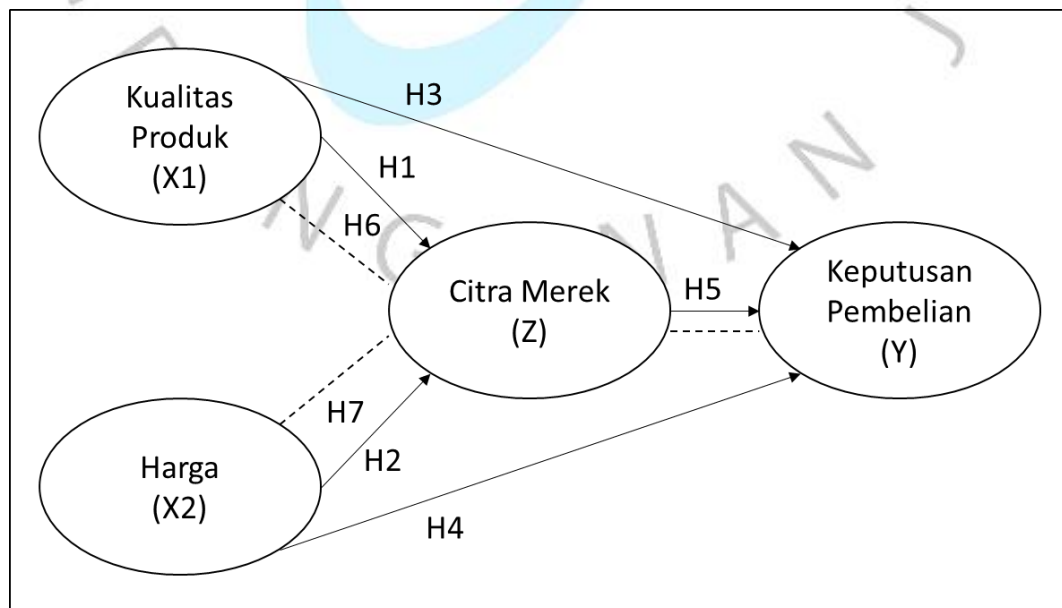 Kualitas
Produk
(X1)
H3
H1
H6
Citra Merek
(Z)
H5
Keputusan
Pembelian
(Y)
H7
H2
Harga
(X2)
H4